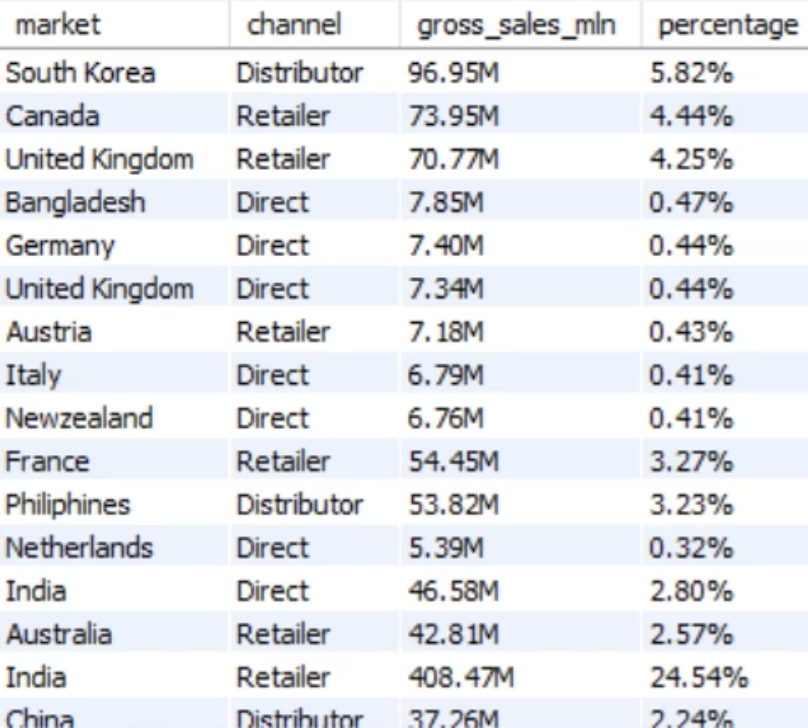 market channel gross_sales_mln percentage
South Korea Distributor 96.95M 5.82%
Canada Retailer 73.95M 4.44%
United Kingdom Retailer 70.77M 4.25%
Bangladesh Direct 7.85M 0.47%
Germany Direct 7.40M 0.44%
United Kingdom Direct 7.34M 0.44%
Austria Retailer 7.18M 0.43%
Italy Direct 6.79M 0.41%
Newzealand Direct 6.76M 0.41%
France Retailer 54.45M 3.27%
Philiphines Distributor 53.82M 3.23%
Netherlands Direct 5.39M 0.32%
India Direct 46.58M 2.80%
Australia Retailer 42.81M 2.57%
India Retailer 408.47M 24.54%
China Distributor 37.26M 2.24%